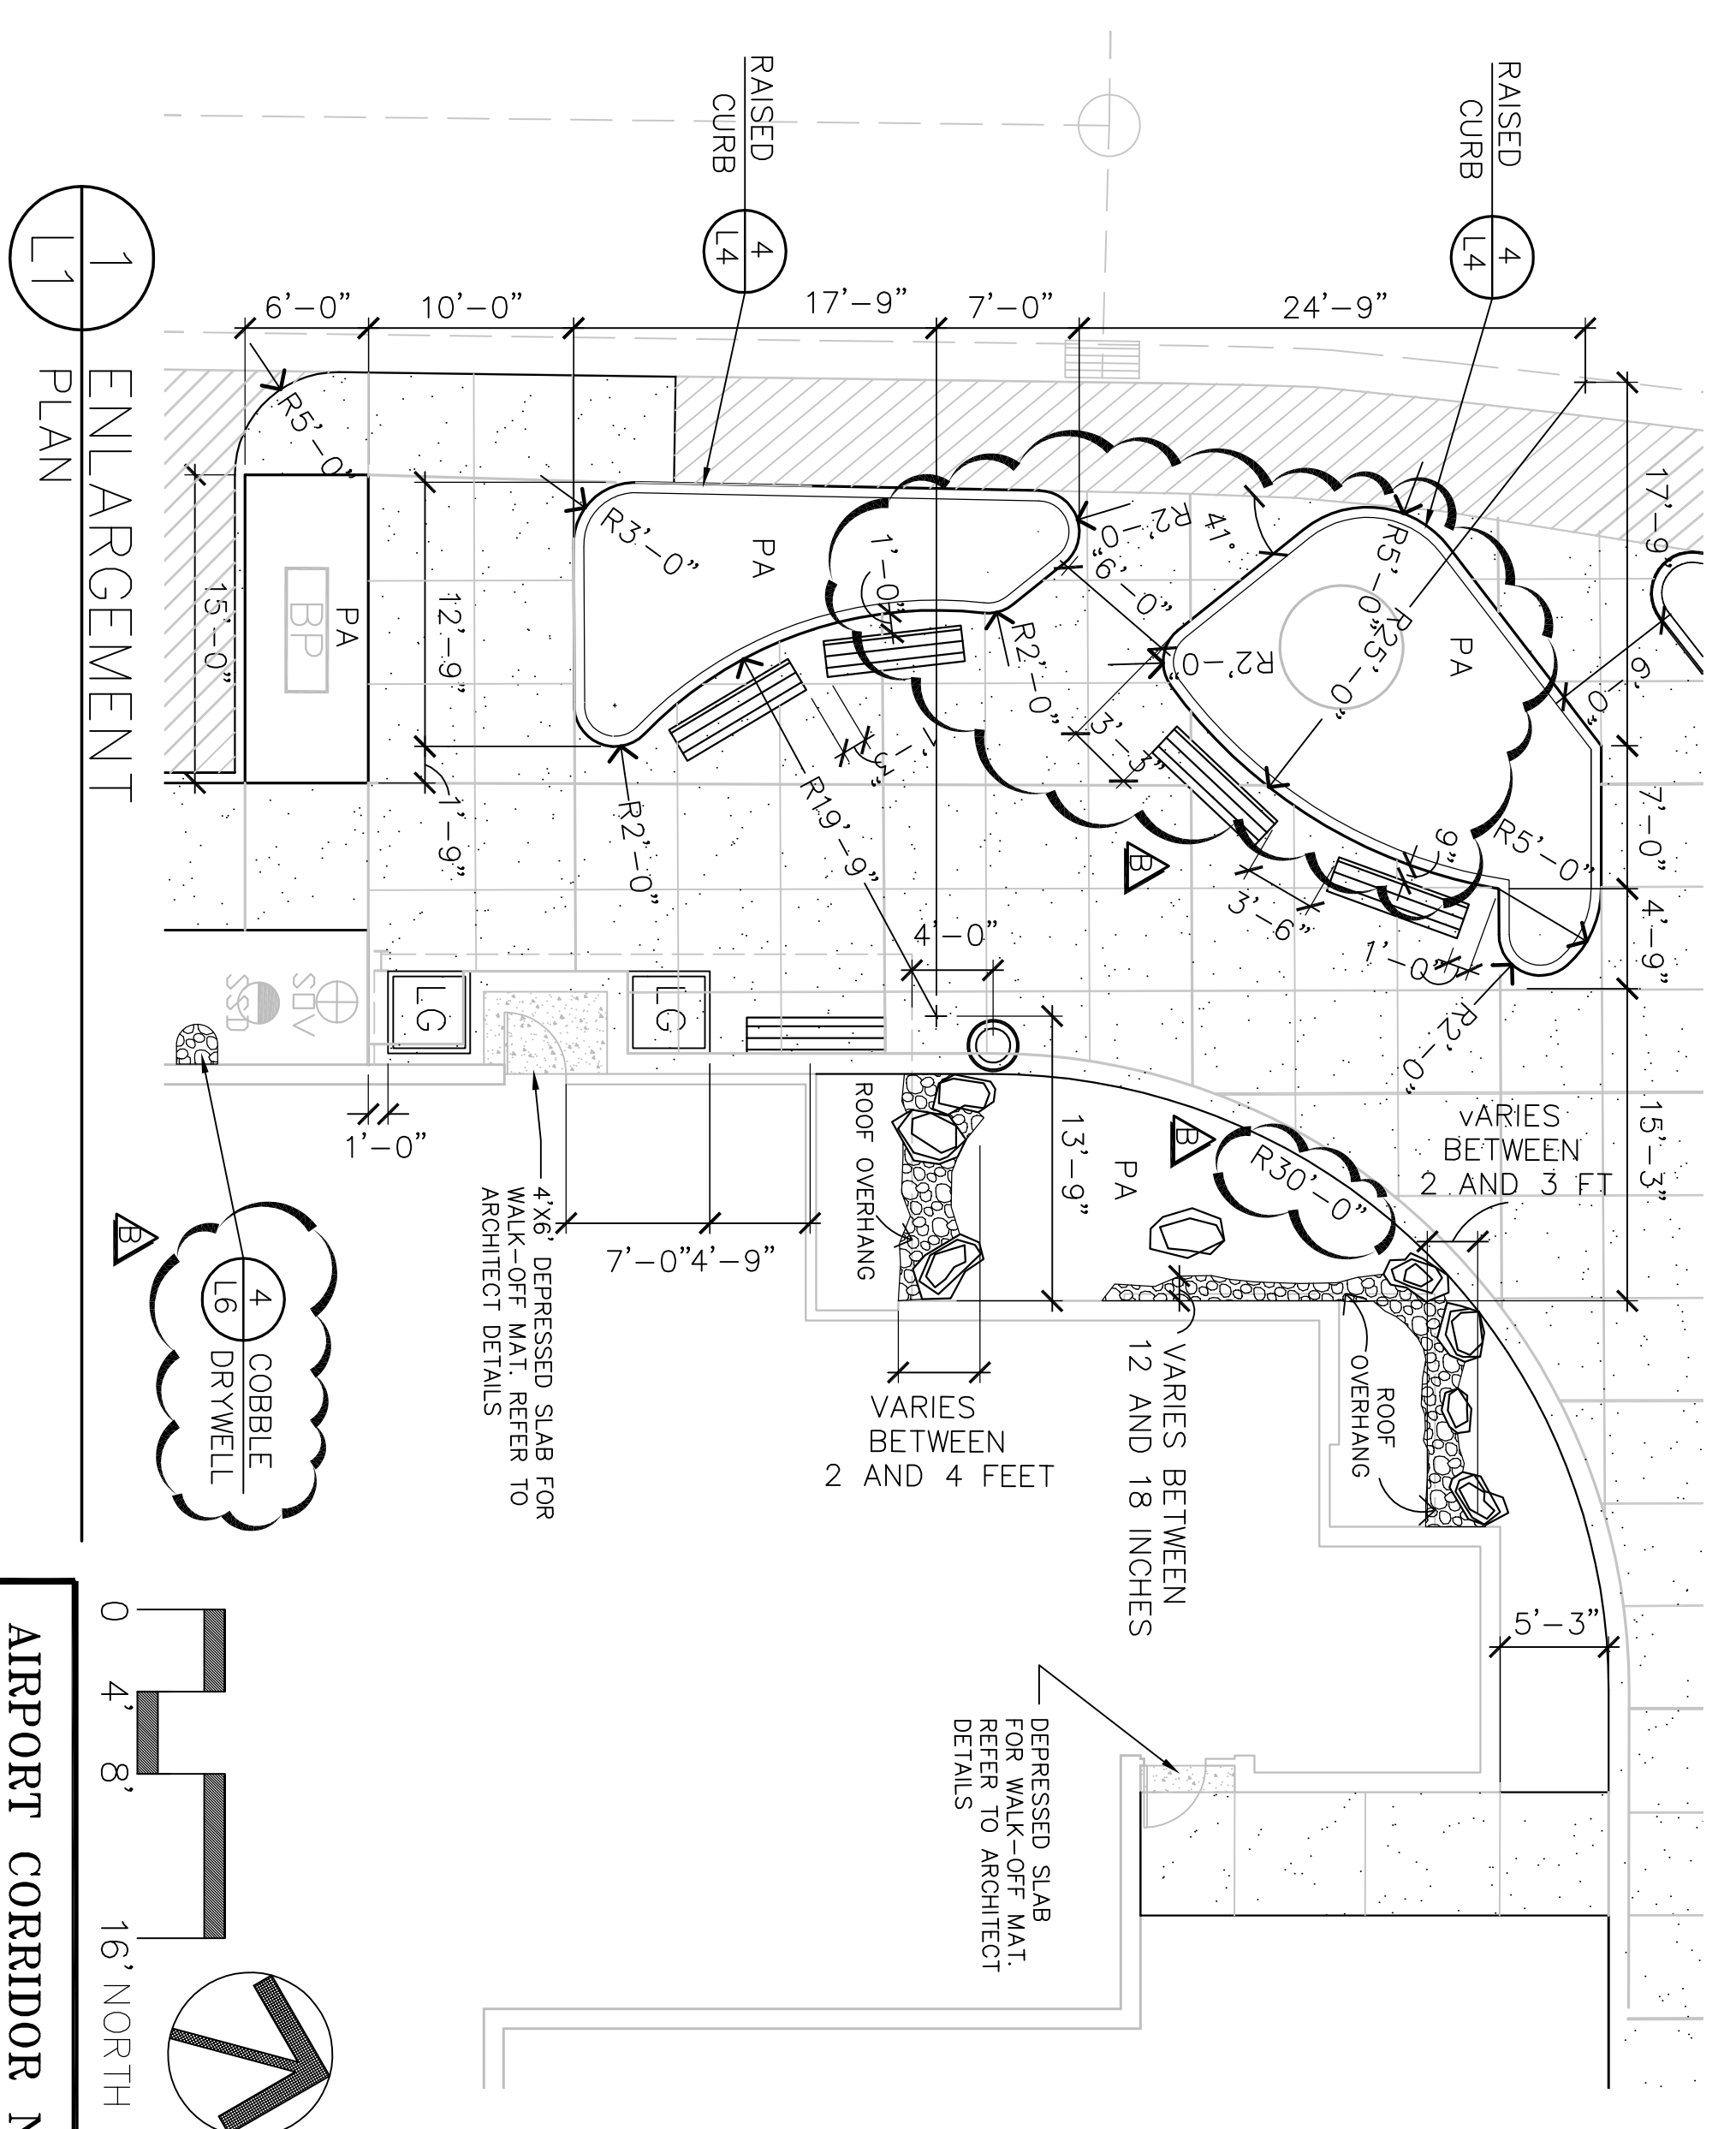 RAISED
CURB
4
L4
RAISED
CURB
4
L4
6'-0"
10'-0"
17'-9"
7'-0"
24'-9"
17'-9"
7'-0"
4'-9"
15'-3"
R5'-0"
15'-0"
PA
BP
12'-9"
1'-9"
R3'-0"
PA
1'-0"
R2'-0"
6'-0"
41°
R5'-0"
R25'-0"
PA
6'-0"
R2'-0"
R2'-0"
3'-3"
R19'-9"
R2'-0"
B
9"
R5'-0"
3'-6"
1'-0"
R2'-0"
4'-0"
LG
LG
1'-0"
ROOF OVERHANG
13'-9"
PA
B
R30'-0"
vARIES
BETWEEN
2 AND 3 FT
4'X6' DEPRESSED SLAB FOR
WALK-OFF MAT. REFER TO
ARCHITECT DETAILS
7'-0"
4'-9"
VARIES
BETWEEN
2 AND 4 FEET
VARIES BETWEEN
12 AND 18 INCHES
ROOF
OVERHANG
5'-3"
DEPRESSED SLAB
FOR WALK-OFF MAT.
REFER TO ARCHITECT
DETAILS
B
4
L6
COBBLE
DRYWELL
1
L1
ENLARGEMENT
PLAN
0
4'
8'
16'
NORTH
AIRPORT CORRIDOR